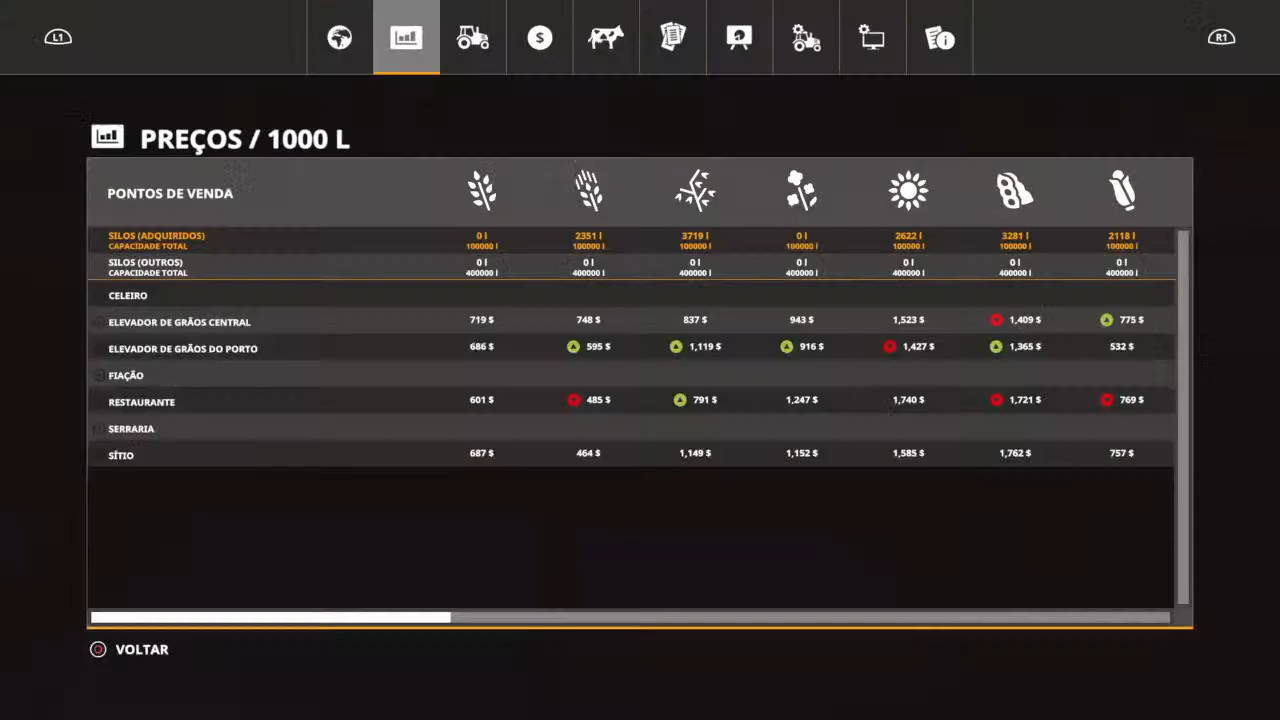 L1
$
R1
PREÇOS / 1000 L
PONTOS DE VENDA
SILOS (ADQUIRIDOS) 0 l 2351 l 3719 l 0 l 2622 l 3281 l 2118 l
CAPACIDADE TOTAL 100000 l 100000 l 100000 l 100000 l 100000 l 100000 l 100000 l
SILOS (OUTROS) 0 l 0 l 0 l 0 l 0 l 0 l 0 l
CAPACIDADE TOTAL 400000 l 400000 l 400000 l 400000 l 400000 l 400000 l 400000 l
CELEIRO
ELEVADOR DE GRÃOS CENTRAL 719 $ 748 $ 837 $ 943 $ 1,523 $ 1,409 $ 775 $
ELEVADOR DE GRÃOS DO PORTO 686 $ 595 $ 1,119 $ 916 $ 1,427 $ 1,365 $ 532 $
FIAÇÃO
RESTAURANTE 601 $ 485 $ 791 $ 1,247 $ 1,740 $ 1,721 $ 769 $
SERRARIA
SÍTIO 687 $ 464 $ 1,149 $ 1,152 $ 1,585 $ 1,762 $ 757 $
VOLTAR